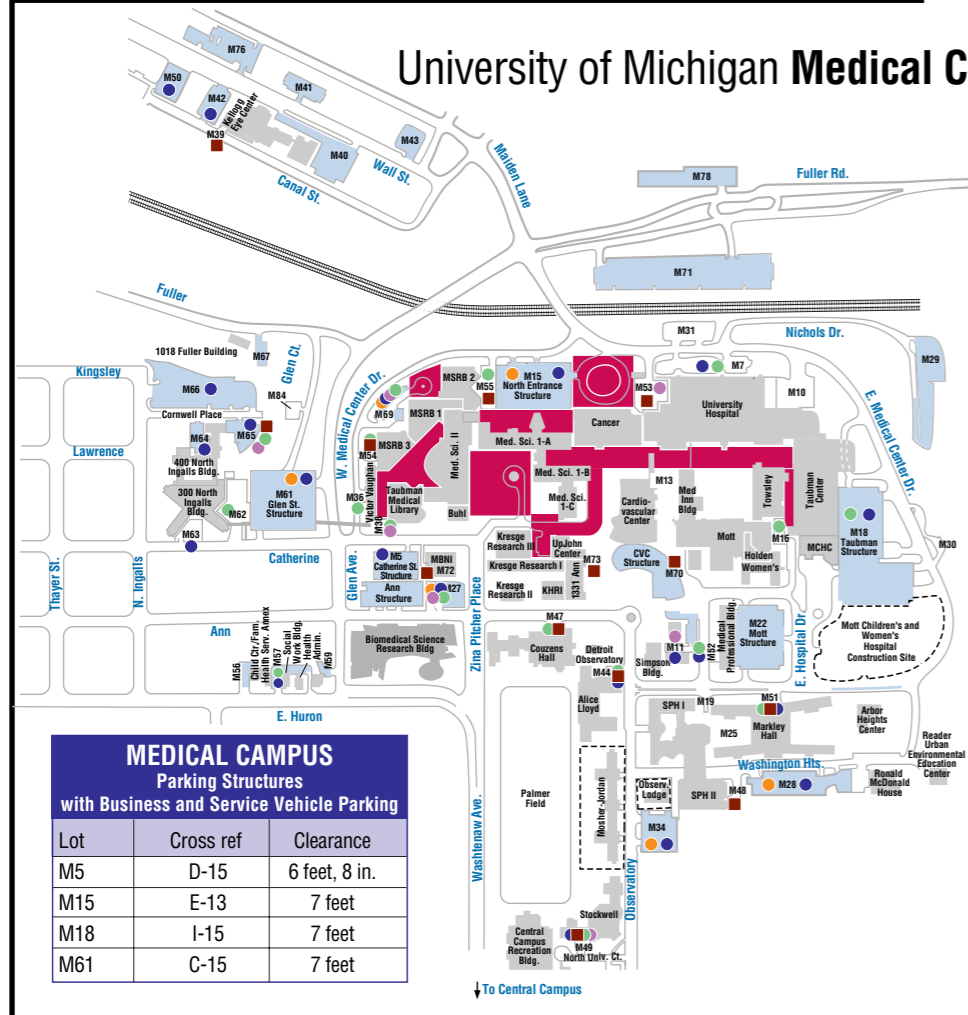 University of Michigan Medical C
M76
M50
M42
M41
Kellogg
Eye Center
M39
M43
M40
Wall St.
Canal St.
Maiden Lane
M78
Fuller Rd.
M71
Fuller
Nichols Dr.
M31
M29
1018 Fuller Building
M67
Glen Ct.
Kingsley
M66
M84
Cornwell Place
Lawrence
M64
M65
400 North
Ingalls Bldg.
300 North
Ingalls
Bldg.
M62
M63
M61
Glen St.
Structure
W. Medical Center Dr.
M69
MSRB 2
M55
M15
North Entrance
Structure
M53
M7
M10
University
Hospital
E. Medical Center Dr.
MSRB 1
MSRB 3
M54
Victor Vaughan
M36
M38
Med. Sci. II
Med. Sci. 1-A
Cancer
Med. Sci. 1-B
Med. Sci.
1-C
Taubman
Medical
Library
Buhl
M13
Cardio-
vascular
Center
Med
Inn
Bldg
Towsley
Taubman
Center
M16
Mott
Holden
Women's
MCHC
M18
Taubman
Structure
M30
Kresge
Research III
UpJohn
Center
Kresge Research I
Kresge
Research II
KHRI
1331 Ann
M73
CVC
Structure
M70
Thayer St.
N. Ingalls
Catherine
Glen Ave.
M5
Catherine St.
Structure
MBNI
M72
Ann
Structure
M27
Zina Pitcher Place
Ann
M56
Child Ctr./Fam.
Health Serv. Annex
M57
Social
Work Bldg.
Health
Admin.
M59
Biomedical Science
Research Bldg
M47
Couzens
Hall
Detroit
Observatory
M44
Alice
Lloyd
Simpson
Bldg.
M11
M52
Medical
Professional Bldg.
M22
Mott
Structure
E. Hospital Dr.
Mott Children's and
Women's
Hospital
Construction Site
E. Huron
SPH I
M19
M25
M51
Markley
Hall
Arbor
Heights
Center
Reader
Urban
Environmental
Education
Center
Washington Hts.
M28
Ronald
McDonald
House
Observ.
Lodge
SPH II
M48
M34
Palmer
Field
Mosher-Jordan
Washtenaw Ave.
Observatory
Stockwell
Central
Campus
Recreation
Bldg.
M49
North Univ. Ct.
To Central Campus
MEDICAL CAMPUS
Parking Structures
with Business and Service Vehicle Parking
Lot Cross ref Clearance
M5 D-15 6 feet, 8 in.
M15 E-13 7 feet
M18 I-15 7 feet
M61 C-15 7 feet